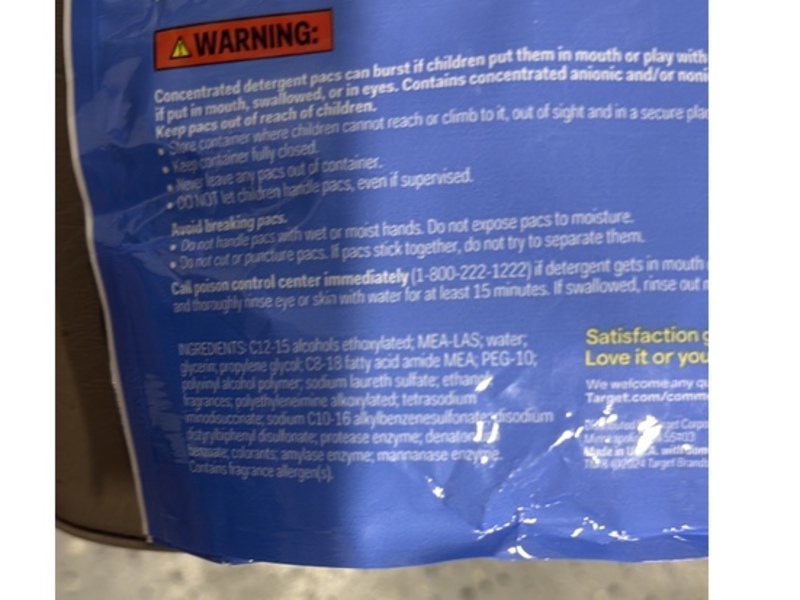 WARNING:
Concentrated detergent pacs can burst if children put them in mouth or play with
if put in mouth, swallowed, or in eyes. Contains concentrated anionic and/or noni
Keep pacs out of reach of children.
• Store container where children cannot reach or climb to it, out of sight and in a secure pla
• Keep container fully closed.
• Never leave any pacs out of container.
• DO NOT let children handle pacs, even if supervised.
Avoid breaking pacs.
• Do not handle pacs with wet or moist hands. Do not expose pacs to moisture.
• Do not cut or puncture pacs. If pacs stick together, do not try to separate them.
Call poison control center immediately (1-800-222-1222) if detergent gets in mouth
and thoroughly rinse eye or skin with water for at least 15 minutes. If swallowed, rinse out m
INGREDIENTS: C12-15 alcohols ethoxylated; MEA-LAS; water;
glycerin; propylene glycol; C8-18 fatty acid amide MEA; PEG-10;
polyvinyl alcohol polymer; sodium laureth sulfate; ethanol;
fragrances; polyethyleneimine alkoxylated; tetrasodium
iminodisuccinate; sodium C10-16 alkylbenzenesulfonate; disodium
distyrylbiphenyl disulfonate; protease enzyme; denatonium
benzoate; colorants; amylase enzyme; mannanase enzyme.
Contains fragrance allergen(s).
Satisfaction g
Love it or you
We welcome any qu
Target.com/comm
Target Corpo
Made in U.S.A. with
©2024 Target Brands